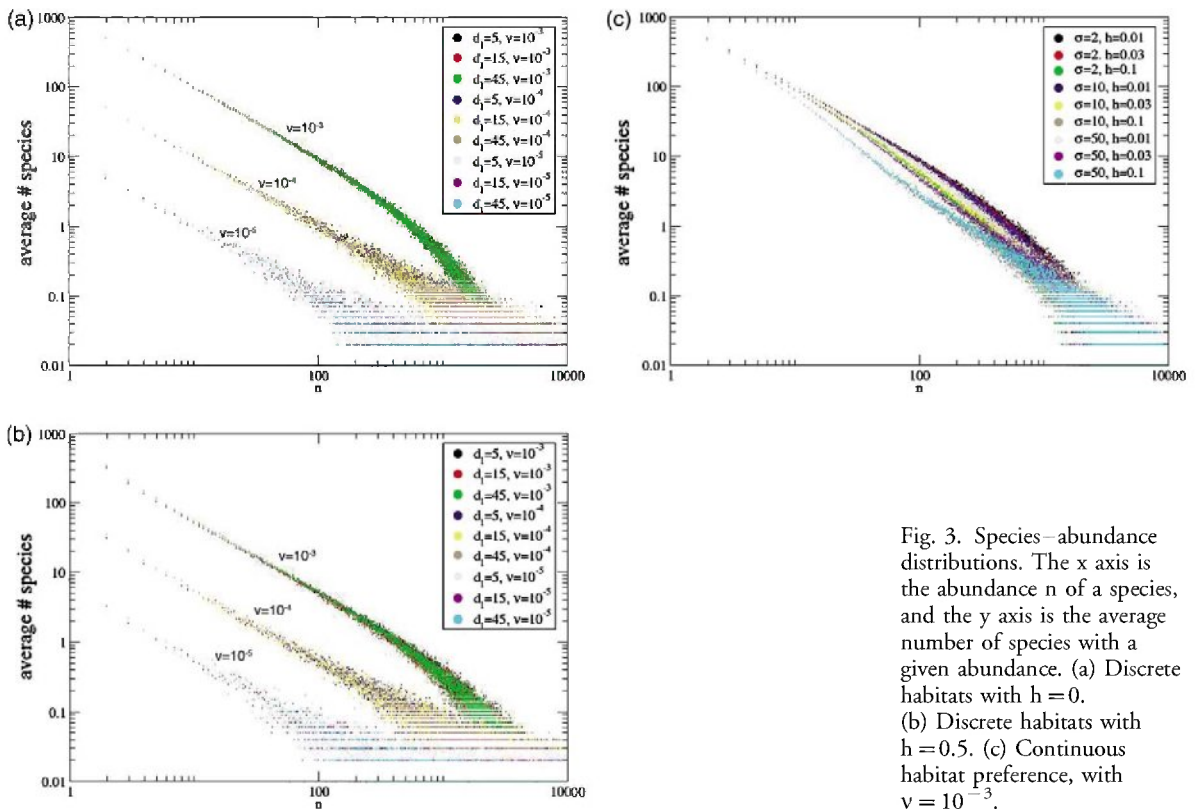 (a)
1000
100
10
1
0.1
0.01
average # species
1
100
10000
n
ν=10⁻³
ν=10⁻⁴
ν=10⁻⁵
d₁=5, ν=10⁻³
d₁=15, ν=10⁻³
d₁=45, ν=10⁻³
d₁=5, ν=10⁻⁴
d₁=15, ν=10⁻⁴
d₁=45, ν=10⁻⁴
d₁=5, ν=10⁻⁵
d₁=15, ν=10⁻⁵
d₁=45, ν=10⁻⁵
(c)
1000
100
10
1
0.1
0.01
average # species
1
100
10000
n
σ=2, h=0.01
σ=2. h=0.03
σ=2, h=0.1
σ=10, h=0.01
σ=10, h=0.03
σ=10, h=0.1
σ=50, h=0.01
σ=50, h=0.03
σ=50, h=0.1
(b)
1000
100
10
1
0.1
0.01
average # species
1
100
10000
n
ν=10⁻³
ν=10⁻⁴
ν=10⁻⁵
d₁=5, ν=10⁻³
d₁=15, ν=10⁻³
d₁=45, ν=10⁻³
d₁=5, ν=10⁻⁴
d₁=15, ν=10⁻⁴
d₁=45, ν=10⁻⁴
d₁=5, ν=10⁻⁵
d₁=15, ν=10⁻⁵
d₁=45, ν=10⁻⁵
Fig. 3. Species–abundance
distributions. The x axis is
the abundance n of a species,
and the y axis is the average
number of species with a
given abundance. (a) Discrete
habitats with h = 0.
(b) Discrete habitats with
h = 0.5. (c) Continuous
habitat preference, with
ν = 10⁻³.